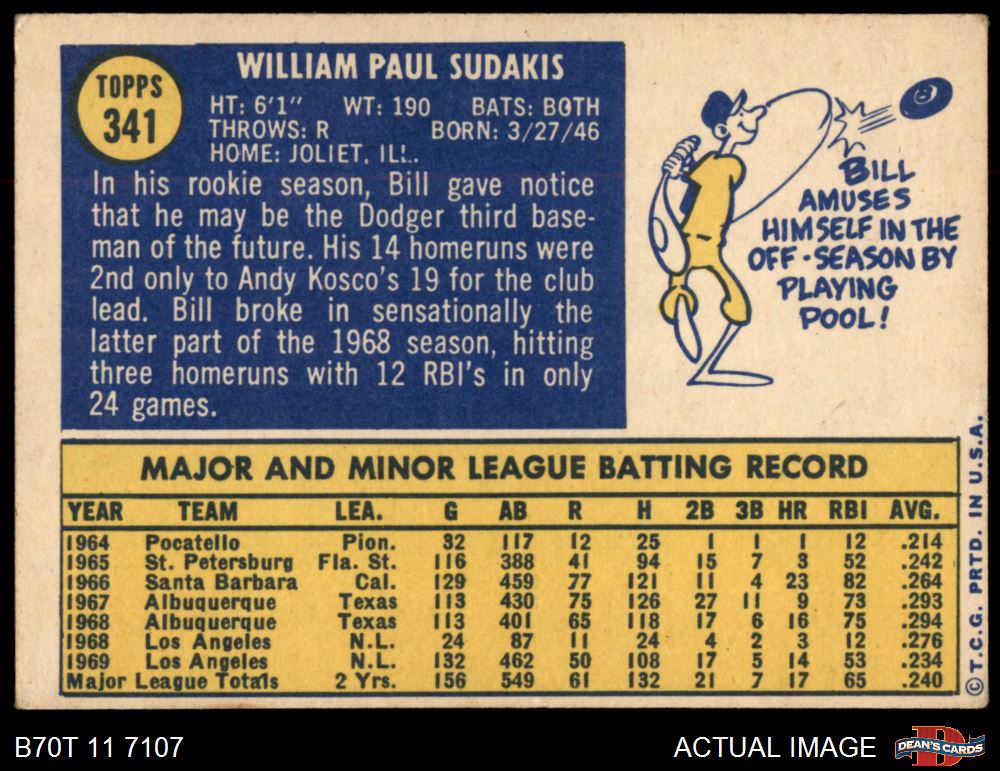 TOPPS
341
WILLIAM PAUL SUDAKIS
HT: 6'1" WT: 190 BATS: BOTH
THROWS: R BORN: 3/27/46
HOME: JOLIET, ILL.
In his rookie season, Bill gave notice
that he may be the Dodger third base-
man of the future. His 14 homeruns were
2nd only to Andy Kosco's 19 for the club
lead. Bill broke in sensationally the
latter part of the 1968 season, hitting
three homeruns with 12 RBI's in only
24 games.
BILL
AMUSES
HIMSELF IN THE
OFF-SEASON BY
PLAYING
POOL!
8
MAJOR AND MINOR LEAGUE BATTING RECORD
YEAR TEAM LEA. G AB R H 2B 3B HR RBI AVG.
1964 Pocatello Pion. 32 117 12 25 1 1 1 12 .214
1965 St. Petersburg Fla. St. 116 388 41 94 15 7 3 52 .242
1966 Santa Barbara Cal. 129 459 77 121 11 4 23 82 .264
1967 Albuquerque Texas 113 430 75 126 27 11 9 73 .293
1968 Albuquerque Texas 113 401 65 118 17 6 16 75 .294
1968 Los Angeles N.L. 24 87 11 24 4 2 3 12 .276
1969 Los Angeles N.L. 132 462 50 108 17 5 14 53 .234
Major League Totals 2 Yrs. 156 549 61 132 21 7 17 65 .240
© T.C.G. PRTD. IN U.S.A.
B70T 11 7107
ACTUAL IMAGE
DEAN'S CARDS